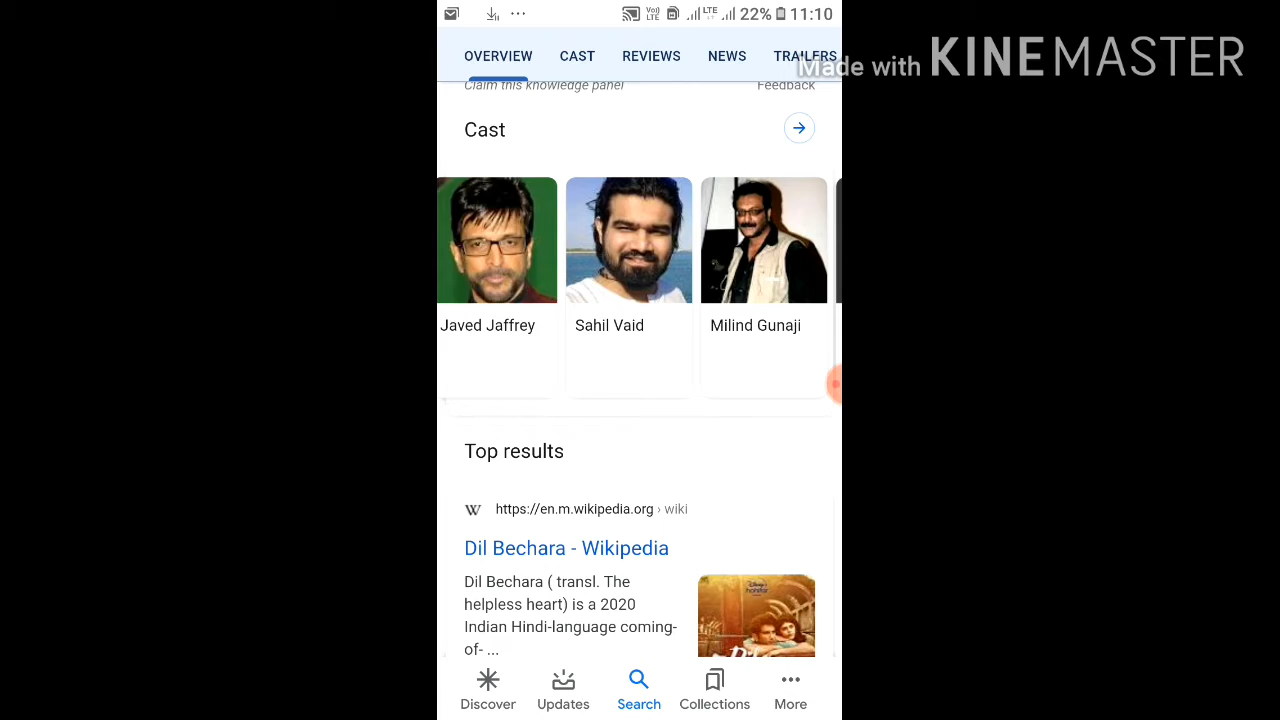 22% 11:10
OVERVIEW CAST REVIEWS NEWS TRAILERS
Made with KINEMASTER
Claim this knowledge panel Feedback
Cast
Javed Jaffrey Sahil Vaid Milind Gunaji
Top results
W https://en.m.wikipedia.org › wiki
Dil Bechara - Wikipedia
Dil Bechara ( transl. The
helpless heart) is a 2020
Indian Hindi-language coming-
of- ...
Discover Updates Search Collections More